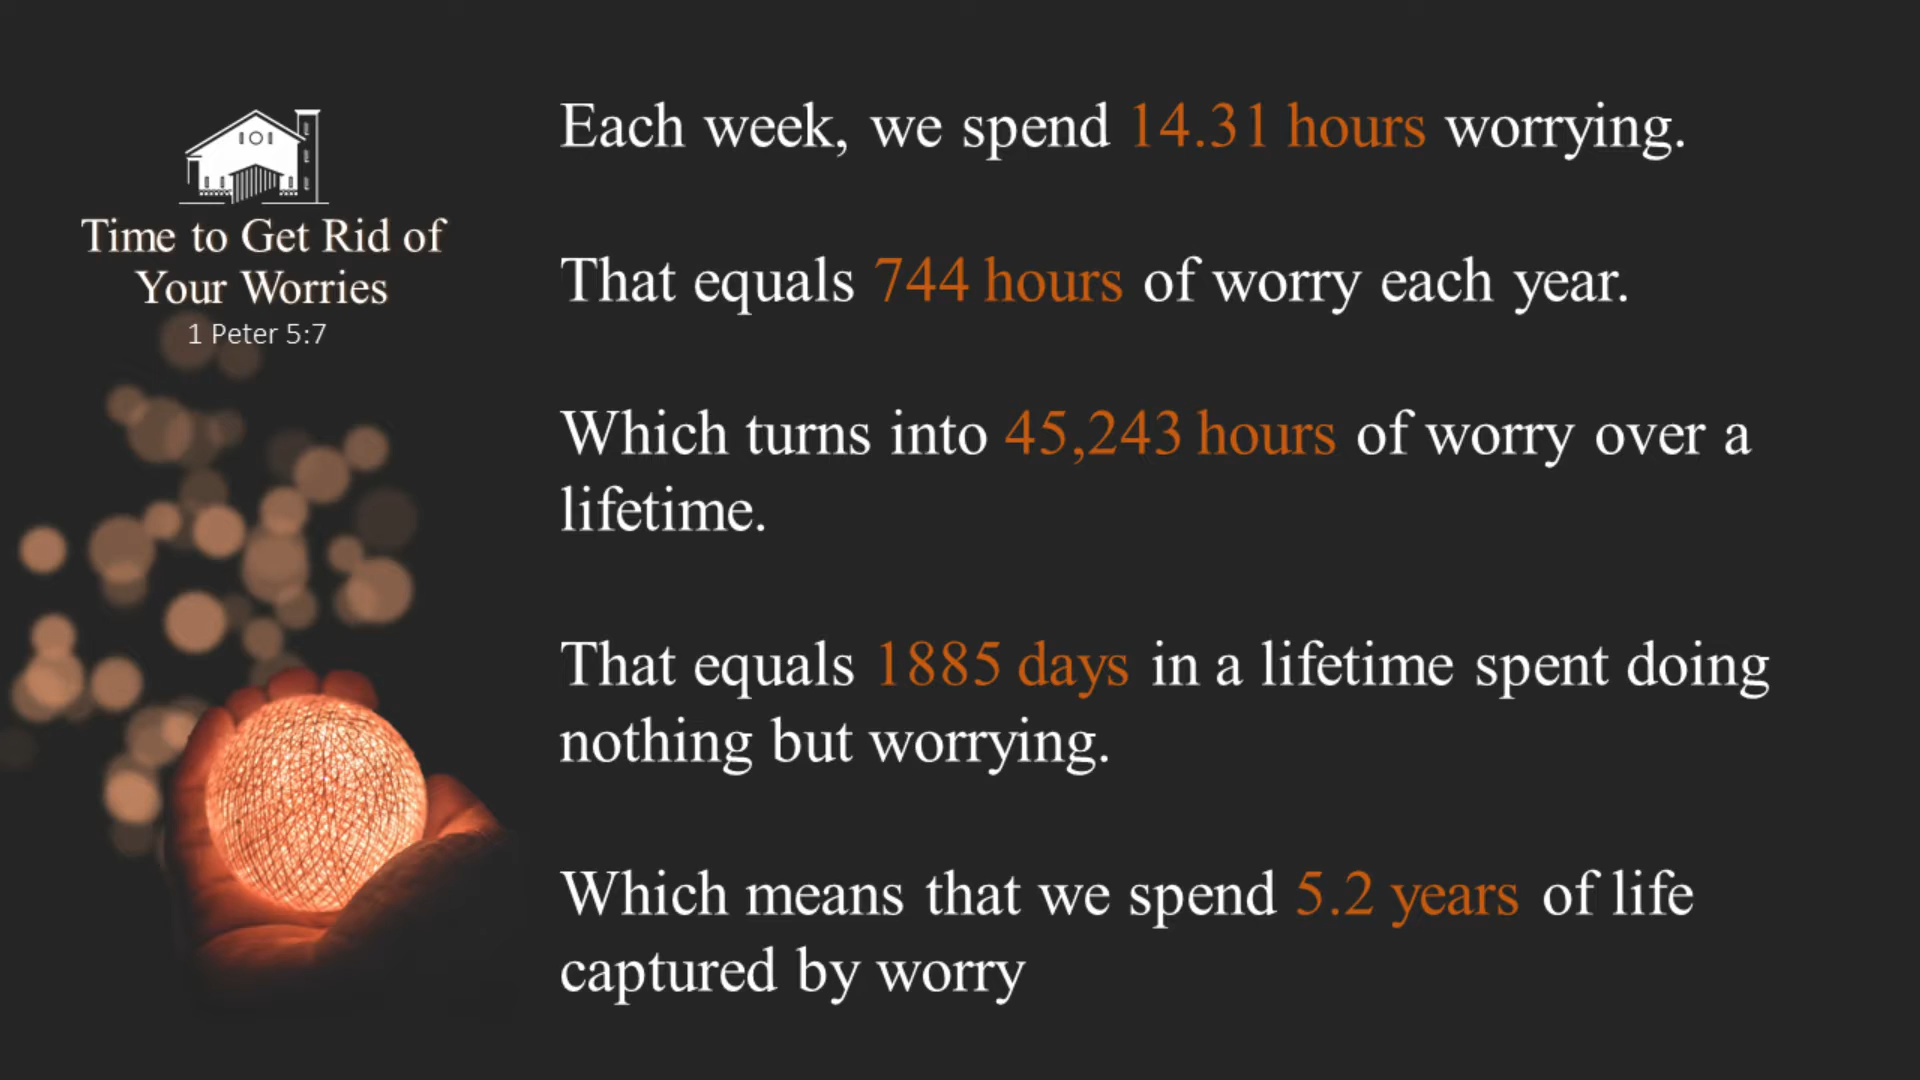 Time to Get Rid of
Your Worries
1 Peter 5:7
Each week, we spend 14.31 hours worrying.
That equals 744 hours of worry each year.
Which turns into 45,243 hours of worry over a
lifetime.
That equals 1885 days in a lifetime spent doing
nothing but worrying.
Which means that we spend 5.2 years of life
captured by worry